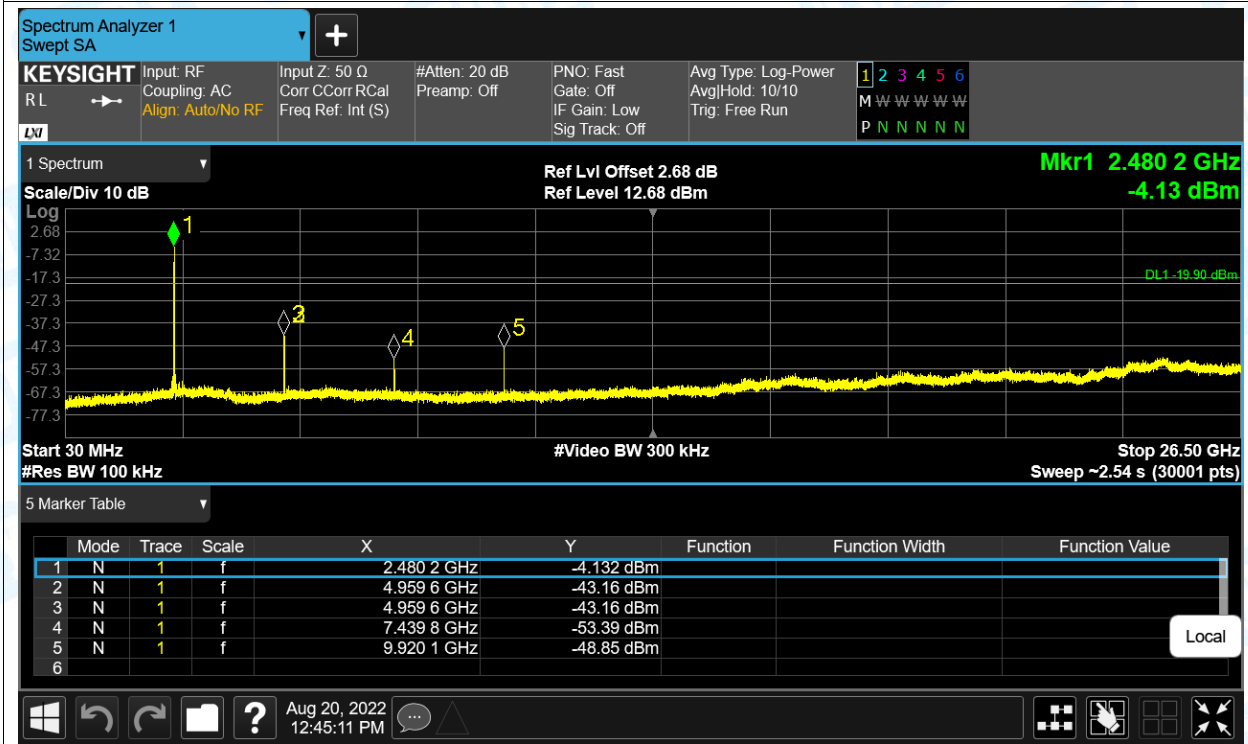 Spectrum Analyzer 1
Swept SA
+
KEYSIGHT Input: RF Input Z: 50 Ω #Atten: 20 dB PNO: Fast Avg Type: Log-Power 1 2 3 4 5 6
R L Coupling: AC Corr CCorr RCal Preamp: Off Gate: Off Avg|Hold: 10/10 M W W W W W
Align: Auto/No RF Freq Ref: Int (S) IF Gain: Low Trig: Free Run
LXI Sig Track: Off P N N N N N
1 Spectrum Ref Lvl Offset 2.68 dB Mkr1 2.480 2 GHz
Scale/Div 10 dB Ref Level 12.68 dBm -4.13 dBm
Log
1
2.68
-7.32
-17.3 DL1 -19.90 dBm
-27.3
-37.3 3 5
-47.3 4
-57.3
-67.3
-77.3
Start 30 MHz #Video BW 300 kHz Stop 26.50 GHz
#Res BW 100 kHz Sweep ~2.54 s (30001 pts)
5 Marker Table
Mode Trace Scale X Y Function Function Width Function Value
1 N 1 f 2.480 2 GHz -4.132 dBm
2 N 1 f 4.959 6 GHz -43.16 dBm
3 N 1 f 4.959 6 GHz -43.16 dBm
4 N 1 f 7.439 8 GHz -53.39 dBm
5 N 1 f 9.920 1 GHz -48.85 dBm
6
Local
? Aug 20, 2022
12:45:11 PM